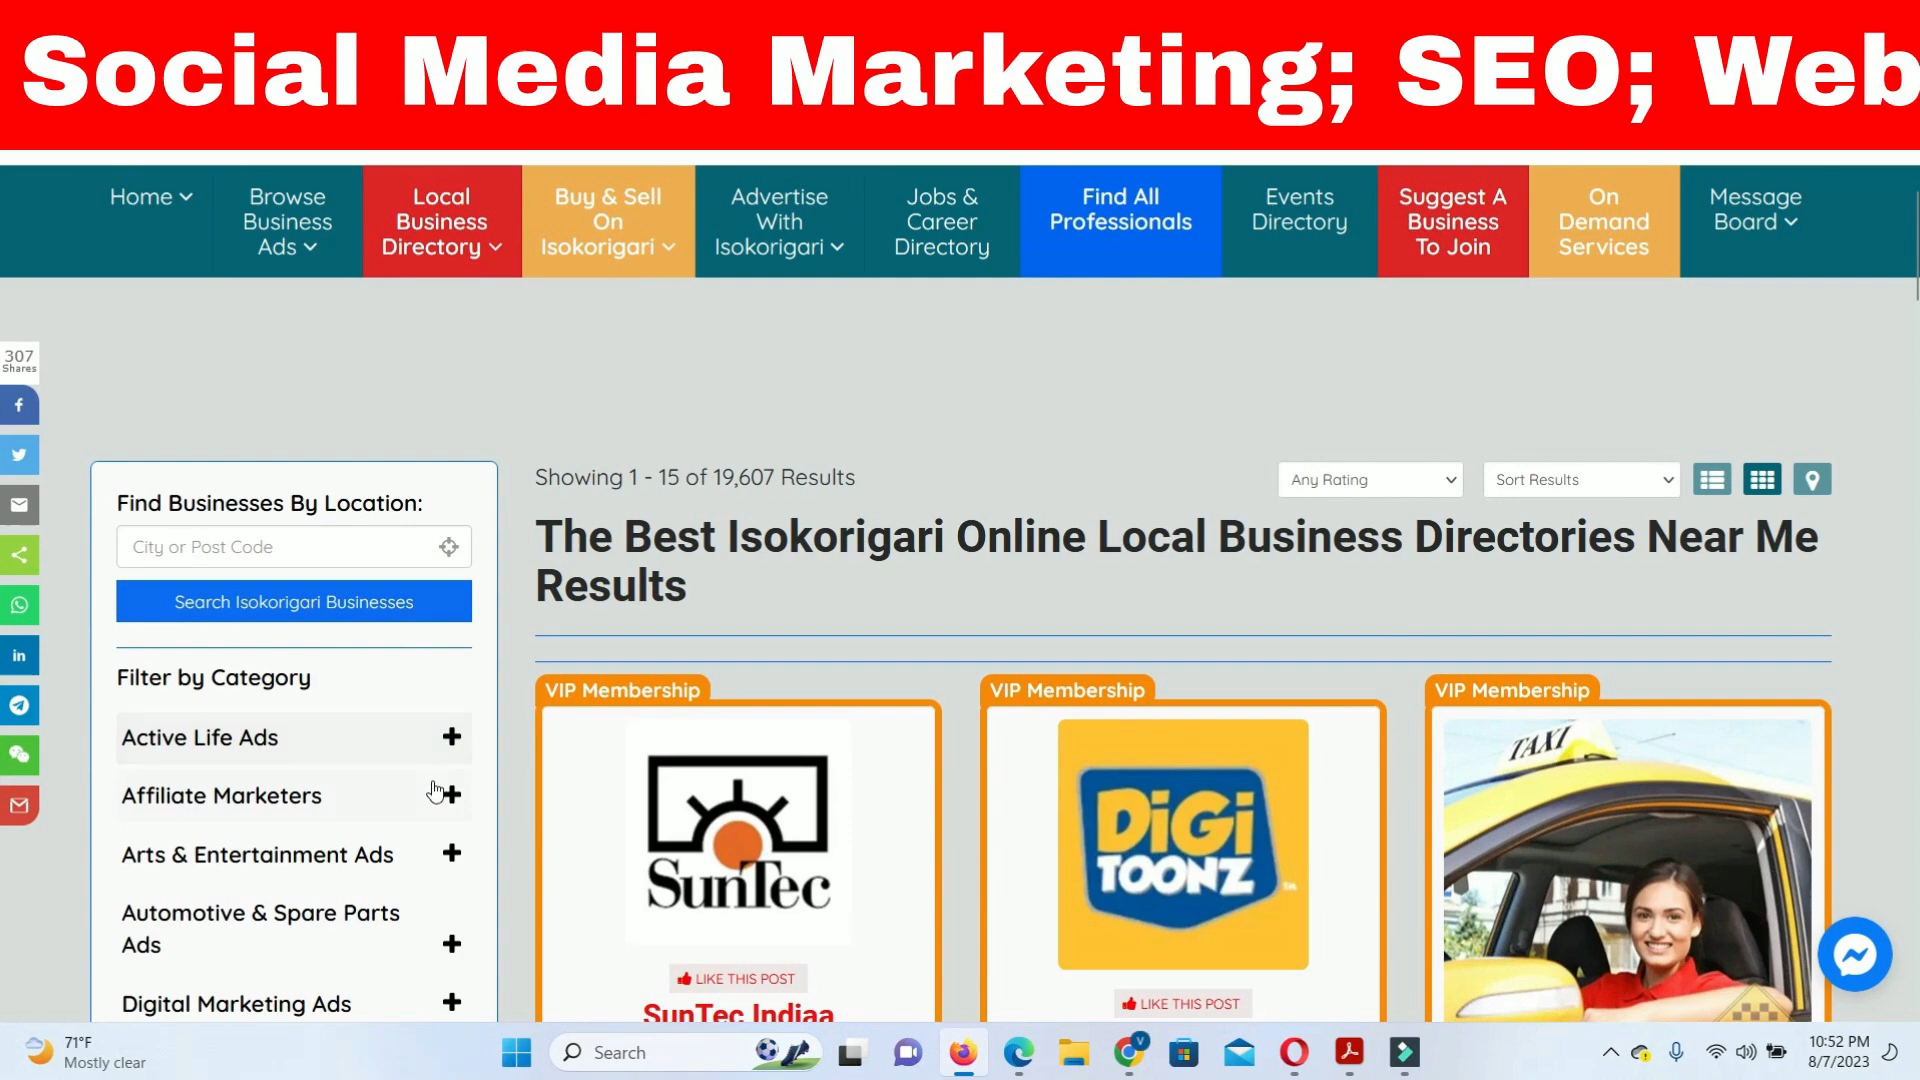 Social Media Marketing; SEO; Web
Home
Browse
Business
Ads
Local
Business
Directory
Buy & Sell
On
Isokorigari
Advertise
With
Isokorigari
Jobs &
Career
Directory
Find All
Professionals
Events
Directory
Suggest A
Business
To Join
On
Demand
Services
Message
Board
307
Shares
Find Businesses By Location:
City or Post Code
Search Isokorigari Businesses
Filter by Category
Active Life Ads
Affiliate Marketers
Arts & Entertainment Ads
Automotive & Spare Parts
Ads
Digital Marketing Ads
Showing 1 - 15 of 19,607 Results
Any Rating
Sort Results
The Best Isokorigari Online Local Business Directories Near Me
Results
VIP Membership
SunTec
LIKE THIS POST
SunTec Indiaa
VIP Membership
DiGi
TOONZ
LIKE THIS POST
VIP Membership
TAXI
71°F
Mostly clear
Search
V
10:52 PM
8/7/2023